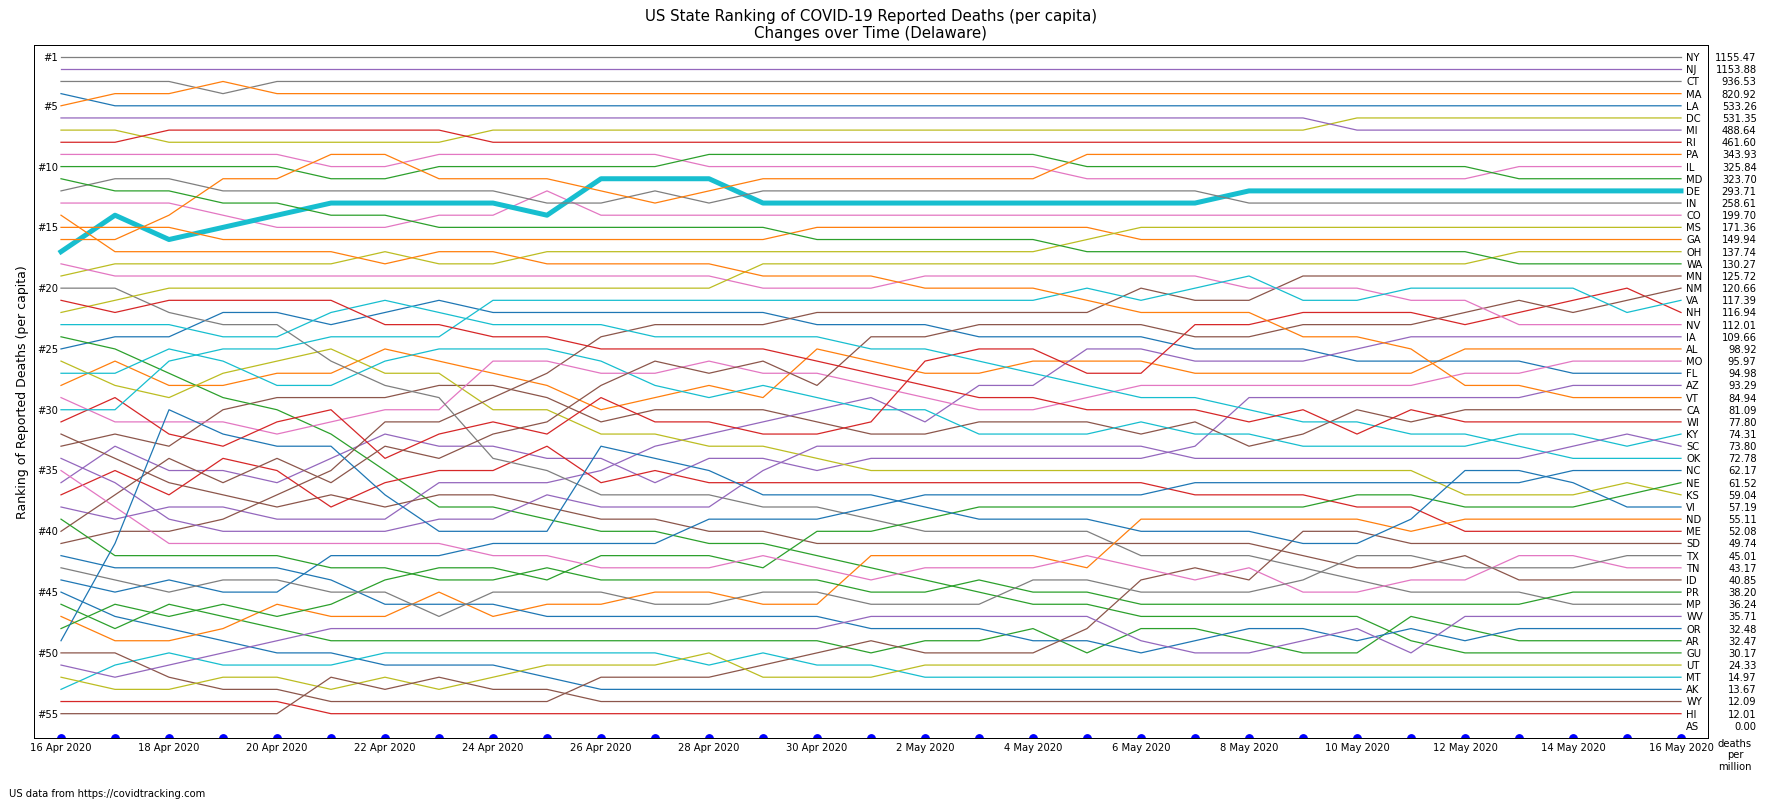 US State Ranking of COVID-19 Reported Deaths (per capita)
Changes over Time (Delaware)
Ranking of Reported Deaths (per capita)
#1
#5
#10
#15
#20
#25
#30
#35
#40
#45
#50
#55
NY 1155.47
NJ 1153.88
CT 936.53
MA 820.92
LA 533.26
DC 531.35
MI 488.64
RI 461.60
PA 343.93
IL 325.84
MD 323.70
DE 293.71
IN 258.61
CO 199.70
MS 171.36
GA 149.94
OH 137.74
WA 130.27
MN 125.72
NM 120.66
VA 117.39
NH 116.94
NV 112.01
IA 109.66
AL 98.92
MO 95.97
FL 94.98
AZ 93.29
VT 84.94
CA 81.09
WI 77.80
KY 74.31
SC 73.80
OK 72.78
NC 62.17
NE 61.52
KS 59.04
VI 57.19
ND 55.11
ME 52.08
SD 49.74
TX 45.01
TN 43.17
ID 40.85
PR 38.20
MP 36.24
WV 35.71
OR 32.48
AR 32.47
GU 30.17
UT 24.33
MT 14.97
AK 13.67
WY 12.09
HI 12.01
AS 0.00
16 Apr 2020 18 Apr 2020 20 Apr 2020 22 Apr 2020 24 Apr 2020 26 Apr 2020 28 Apr 2020 30 Apr 2020 2 May 2020 4 May 2020 6 May 2020 8 May 2020 10 May 2020 12 May 2020 14 May 2020 16 May 2020
deaths
per
million
US data from https://covidtracking.com